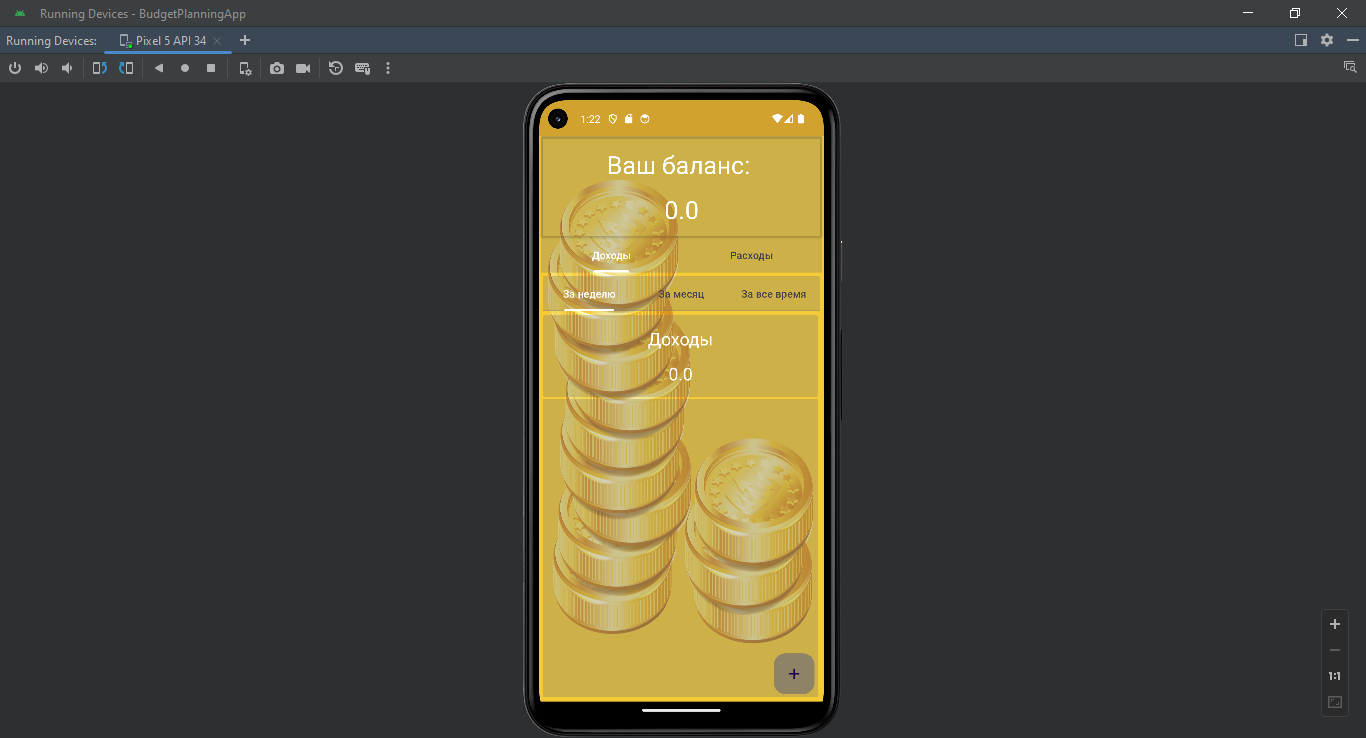 Running Devices - BudgetPlanningApp
Running Devices: Pixel 5 API 34
1:22
Ваш баланс:
0.0
Доходы Расходы
За неделю За месяц За все время
Доходы
0.0
+
1:1